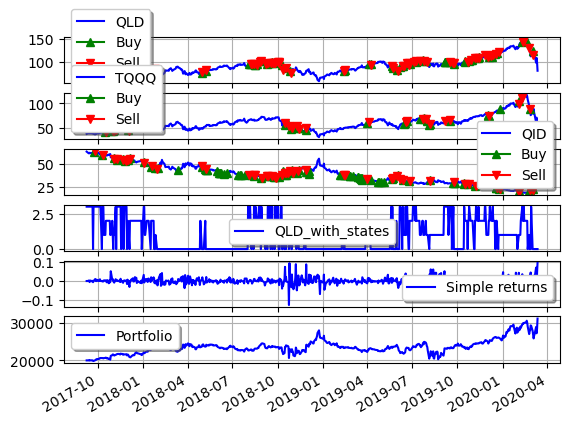 QLD
Buy
Sell
150
100
TQQQ
Buy
Sell
100
50
QID
Buy
Sell
50
25
QLD_with_states
2.5
0.0
Simple returns
0.1
0.0
−0.1
Portfolio
30000
20000
2017-10
2018-01
2018-04
2018-07
2018-10
2019-01
2019-04
2019-07
2019-10
2020-01
2020-04